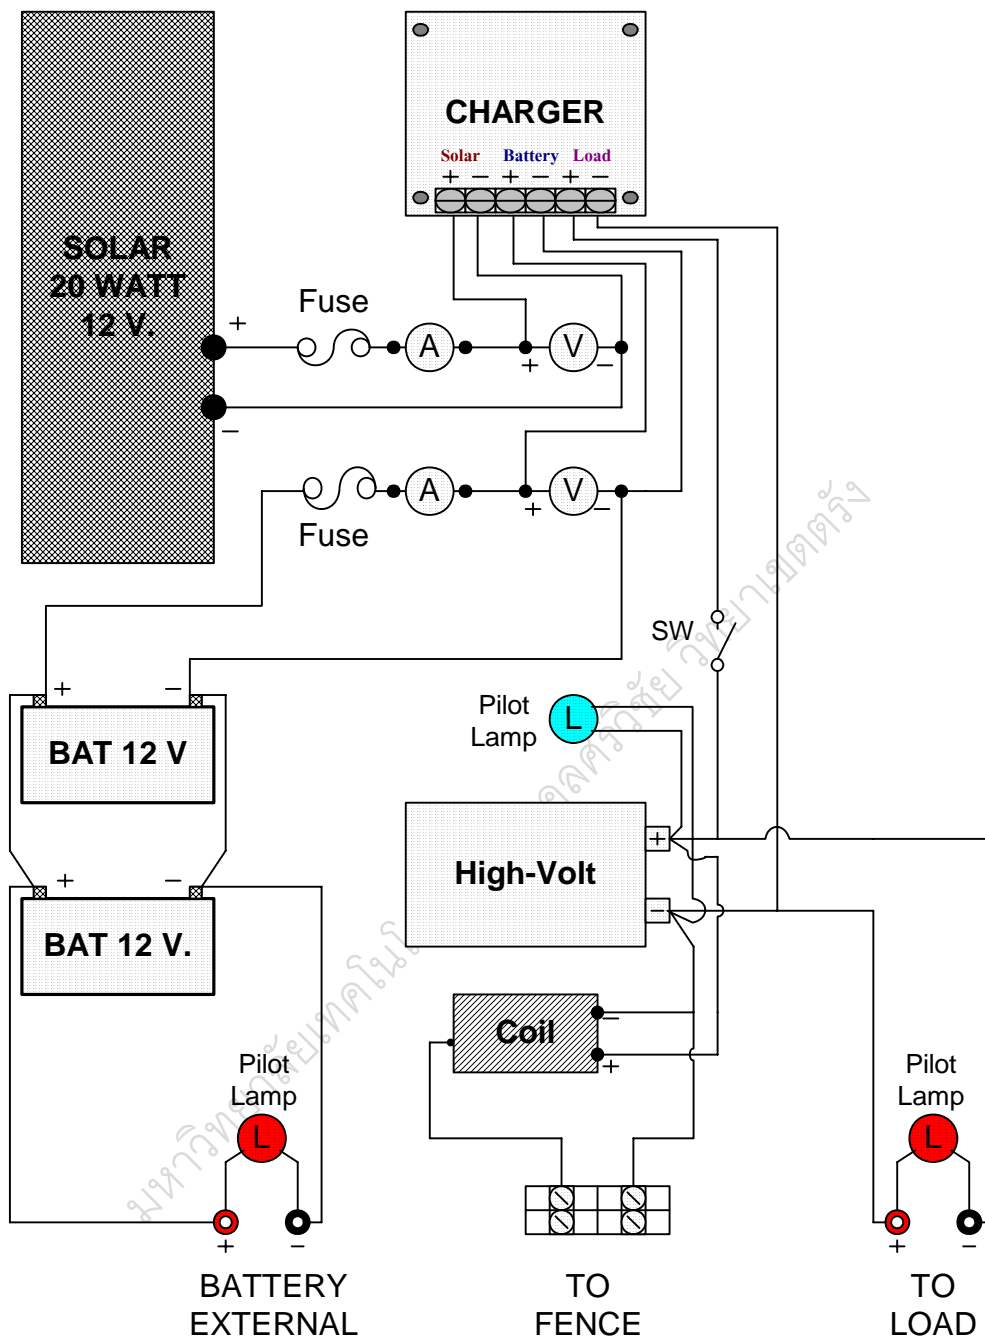 CHARGER
Solar Battery Load
+ − + − + −
SOLAR
20 WATT
12 V.
+
−
Fuse
A
V
+ −
A
V
+ −
Fuse
SW
+ −
BAT 12 V
Pilot
Lamp
L
+ −
BAT 12 V.
High-Volt
+
−
Coil
−
+
Pilot
Lamp
L
+ −
BATTERY
EXTERNAL
TO
FENCE
Pilot
Lamp
L
+ −
TO
LOAD